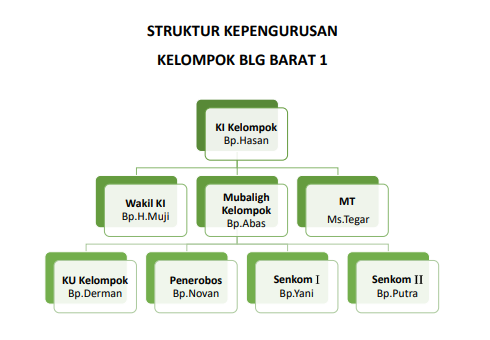 STRUKTUR KEPENGURUSAN
KELOMPOK BLG BARAT 1
KI Kelompok
Bp.Hasan
Wakil KI
Bp.H.Muji
Mubaligh
Kelompok
Bp.Abas
MT
Ms.Tegar
KU Kelompok
Bp.Derman
Penerobos
Bp.Novan
Senkom I
Bp.Yani
Senkom II
Bp.Putra